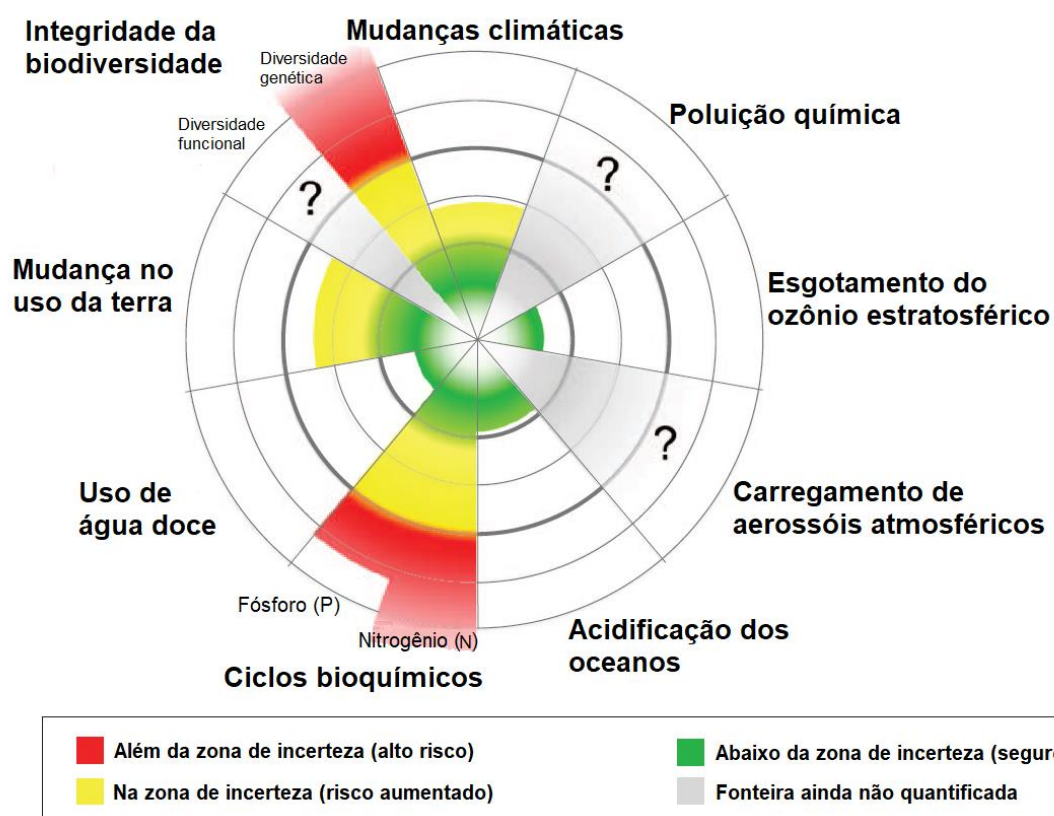 Integridade da
biodiversidade
Mudanças climáticas
Diversidade
genética
Diversidade
funcional
Poluição química
?
?
Mudança no
uso da terra
Esgotamento do
ozônio estratosférico
?
Uso de
água doce
Carregamento de
aerossóis atmosféricos
Fósforo (P)
Nitrogênio (N)
Acidificação dos
oceanos
Ciclos bioquímicos
Além da zona de incerteza (alto risco)
Abaixo da zona de incerteza (segur
Na zona de incerteza (risco aumentado)
Fonteira ainda não quantificada